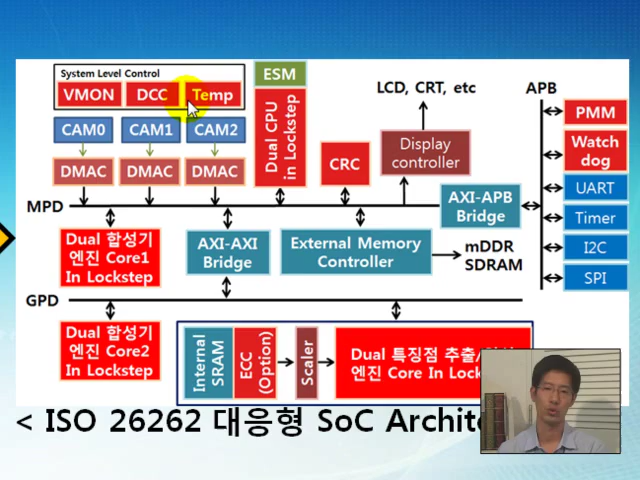 System Level Control
VMON DCC Temp
ESM
LCD, CRT, etc
APB
CAM0 CAM1 CAM2
Dual CPU
in Lockstep
CRC
Display
controller
PMM
Watch
dog
DMAC DMAC DMAC
UART
MPD
AXI-APB
Bridge
Timer
Dual 합성기
엔진 Core1
In Lockstep
AXI-AXI
Bridge
External Memory
Controller
mDDR
SDRAM
I2C
SPI
GPD
Dual 합성기
엔진 Core2
In Lockstep
Internal
SRAM
ECC
(Option)
Scaler
Dual 특징점 추출/
엔진 Core In Lock
< ISO 26262 대응형 SoC Archite